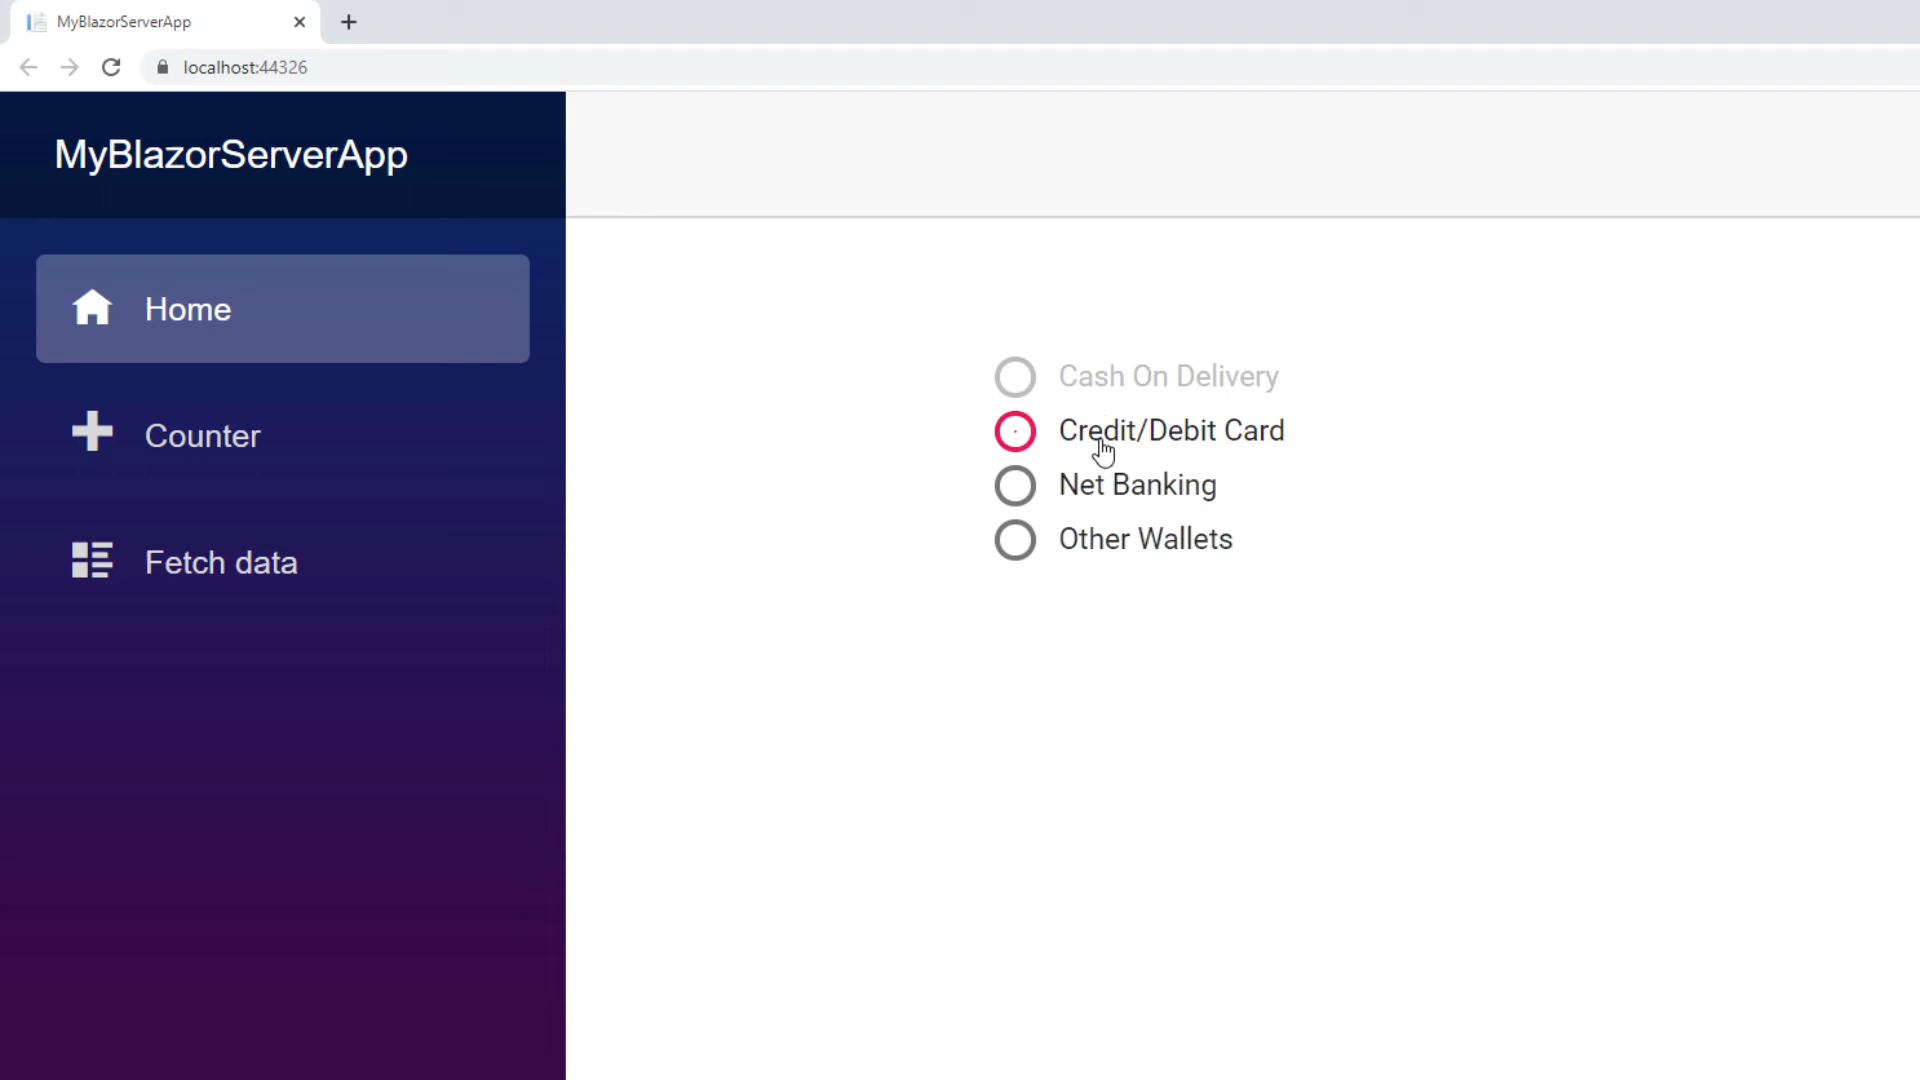 MyBlazorServerApp
localhost:44326
MyBlazorServerApp
Home
Counter
Fetch data
Cash On Delivery
Credit/Debit Card
Net Banking
Other Wallets